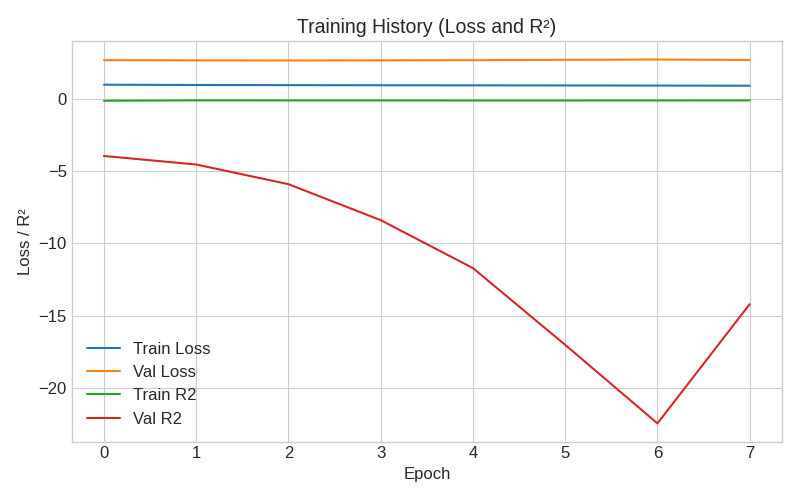 Training History (Loss and R²)
0
−5
−10
−15
−20
Loss / R²
Train Loss
Val Loss
Train R2
Val R2
0 1 2 3 4 5 6 7
Epoch